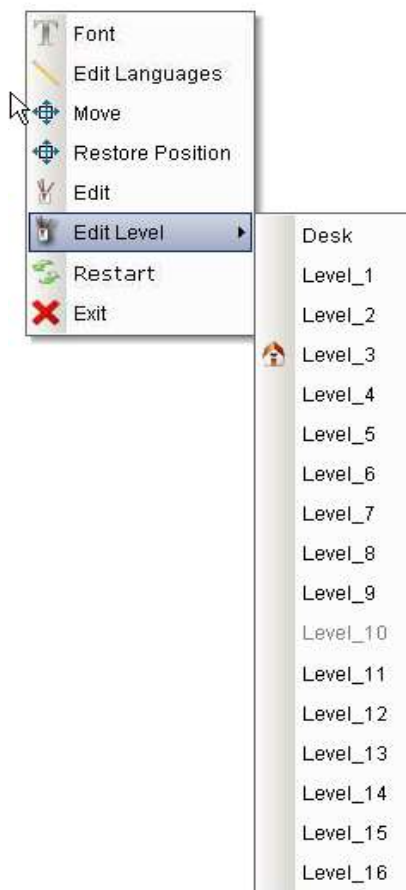 Font
Edit Languages
Move
Restore Position
Edit
Edit Level
Restart
Exit
Desk
Level_1
Level_2
Level_3
Level_4
Level_5
Level_6
Level_7
Level_8
Level_9
Level_10
Level_11
Level_12
Level_13
Level_14
Level_15
Level_16